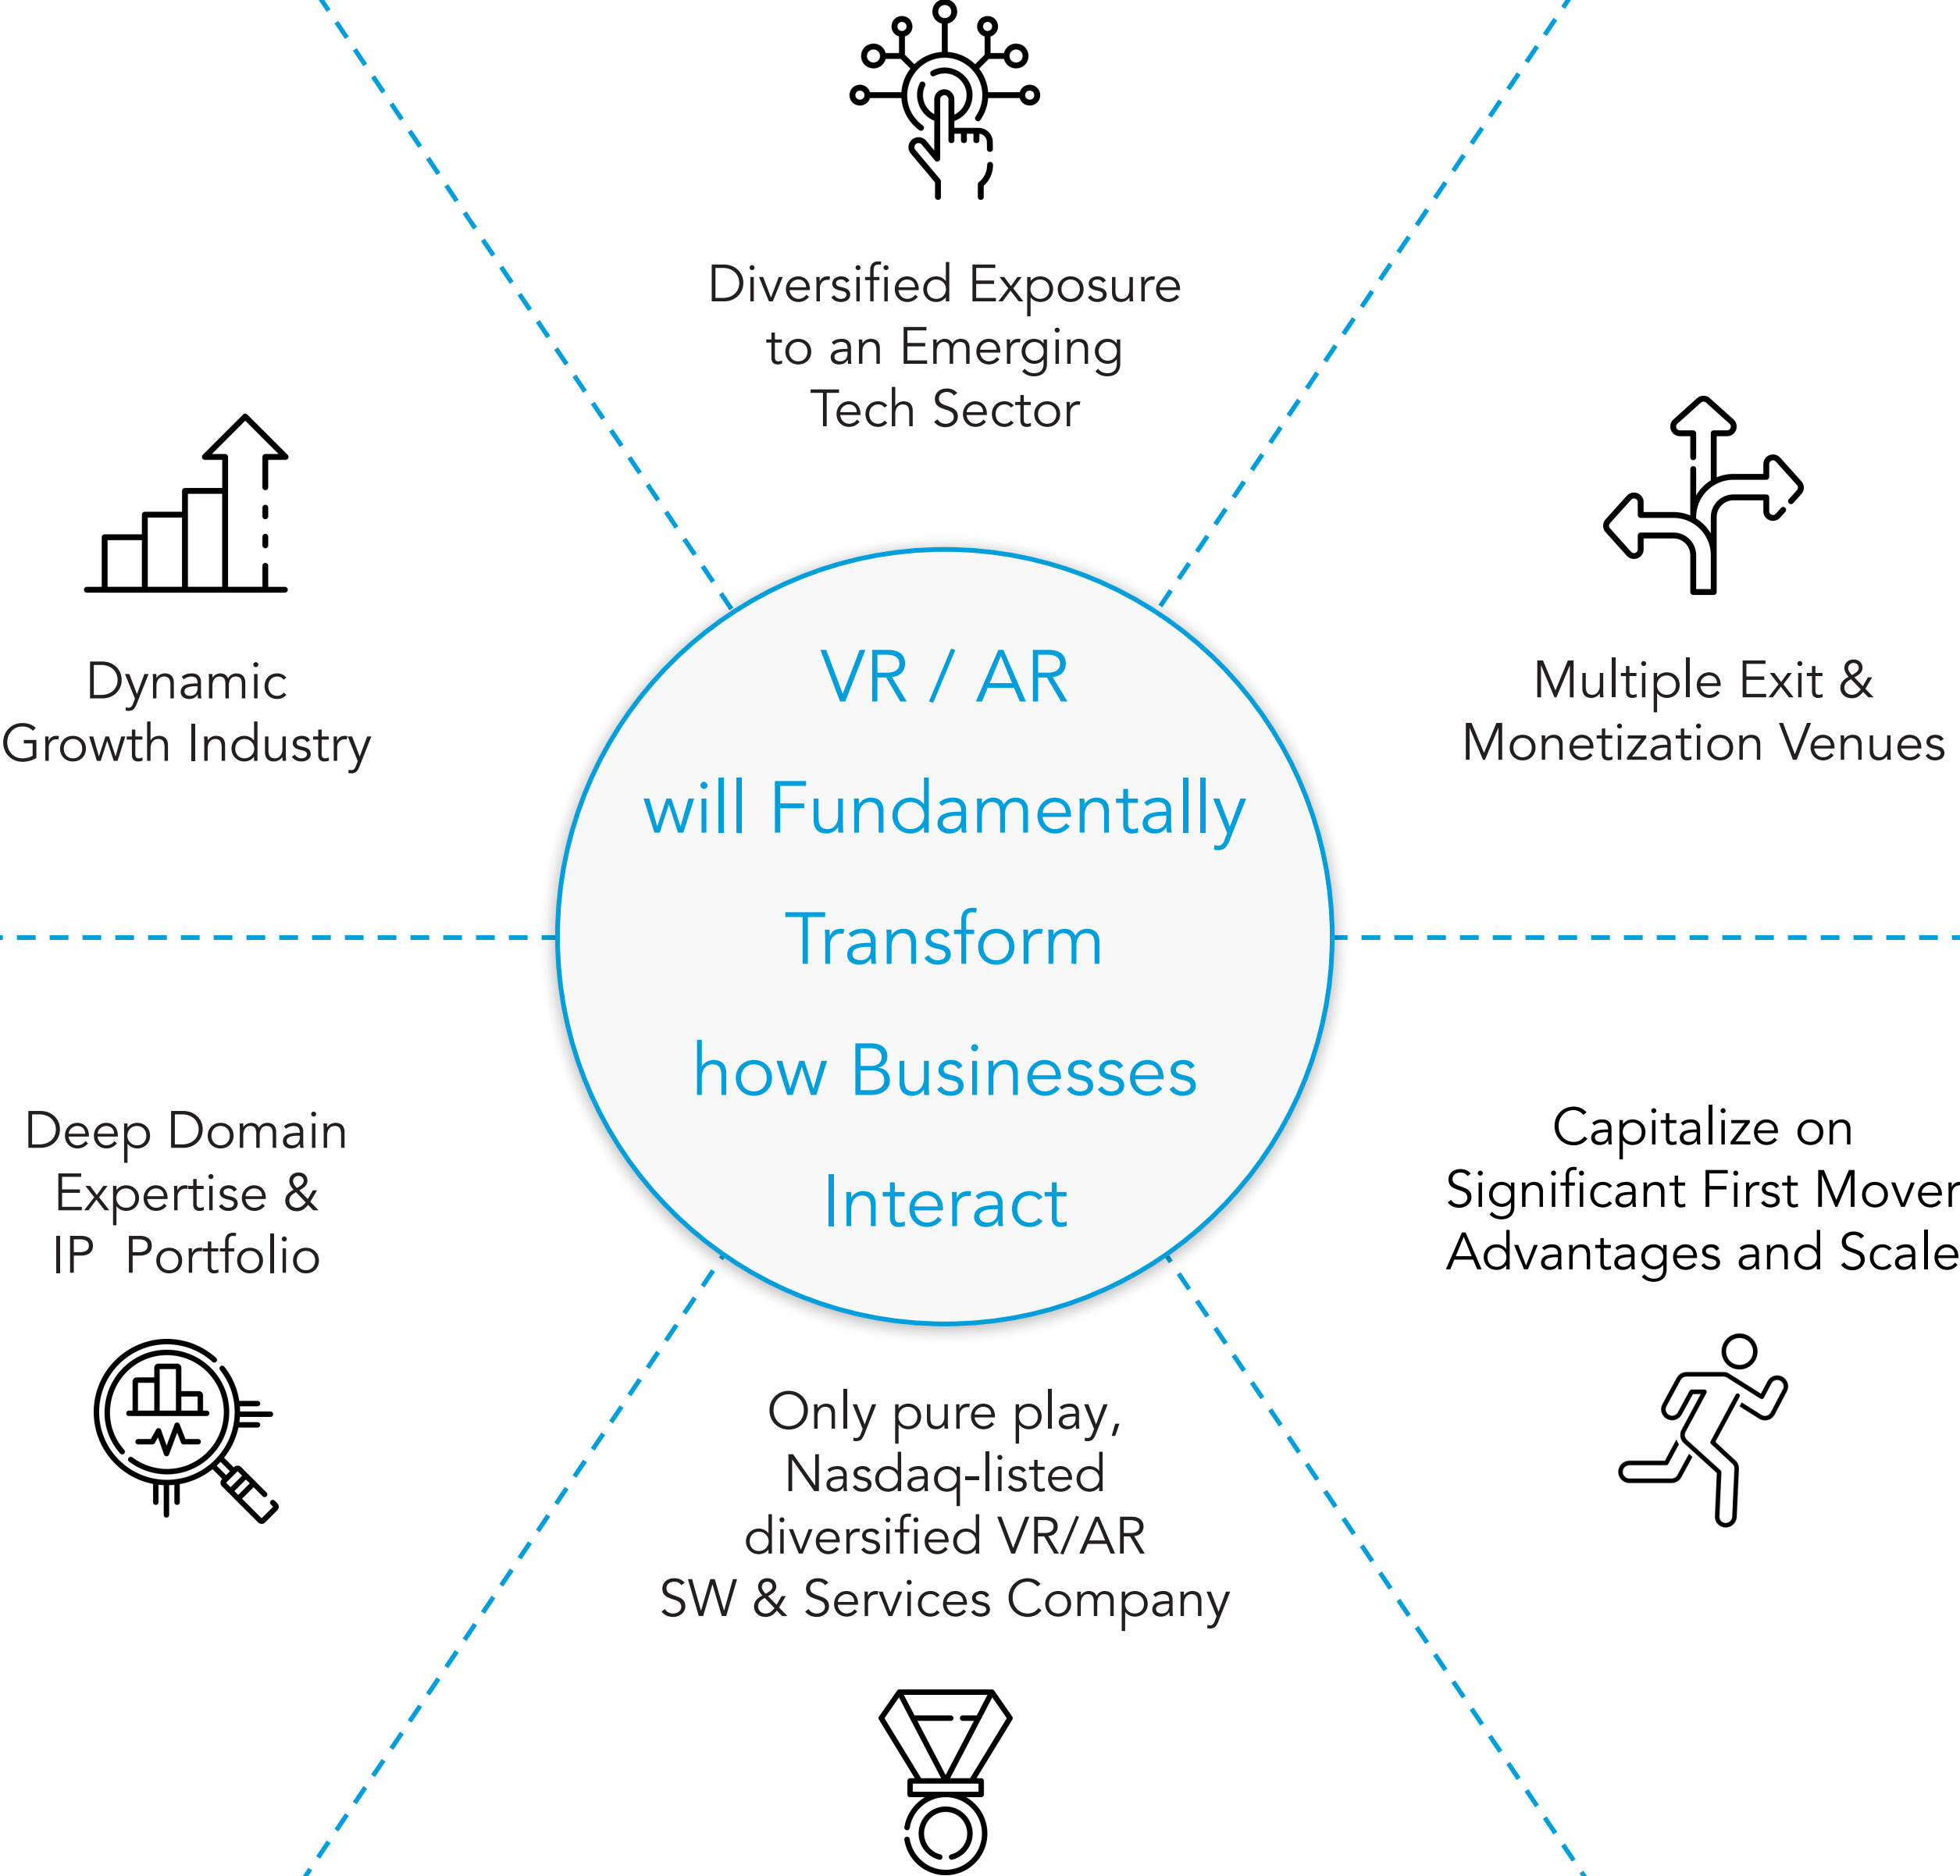 Diversified Exposure
to an Emerging
Tech Sector
Dynamic
Growth Industry
Multiple Exit &
Monetization Venues
VR / AR
will Fundamentally
Transform
how Businesses
Interact
Deep Domain
Expertise &
IP Portfolio
Capitalize on
Significant First Mover
Advantages and Scale
Only pure play,
Nasdaq-listed
diversified VR/AR
SW & Services Company